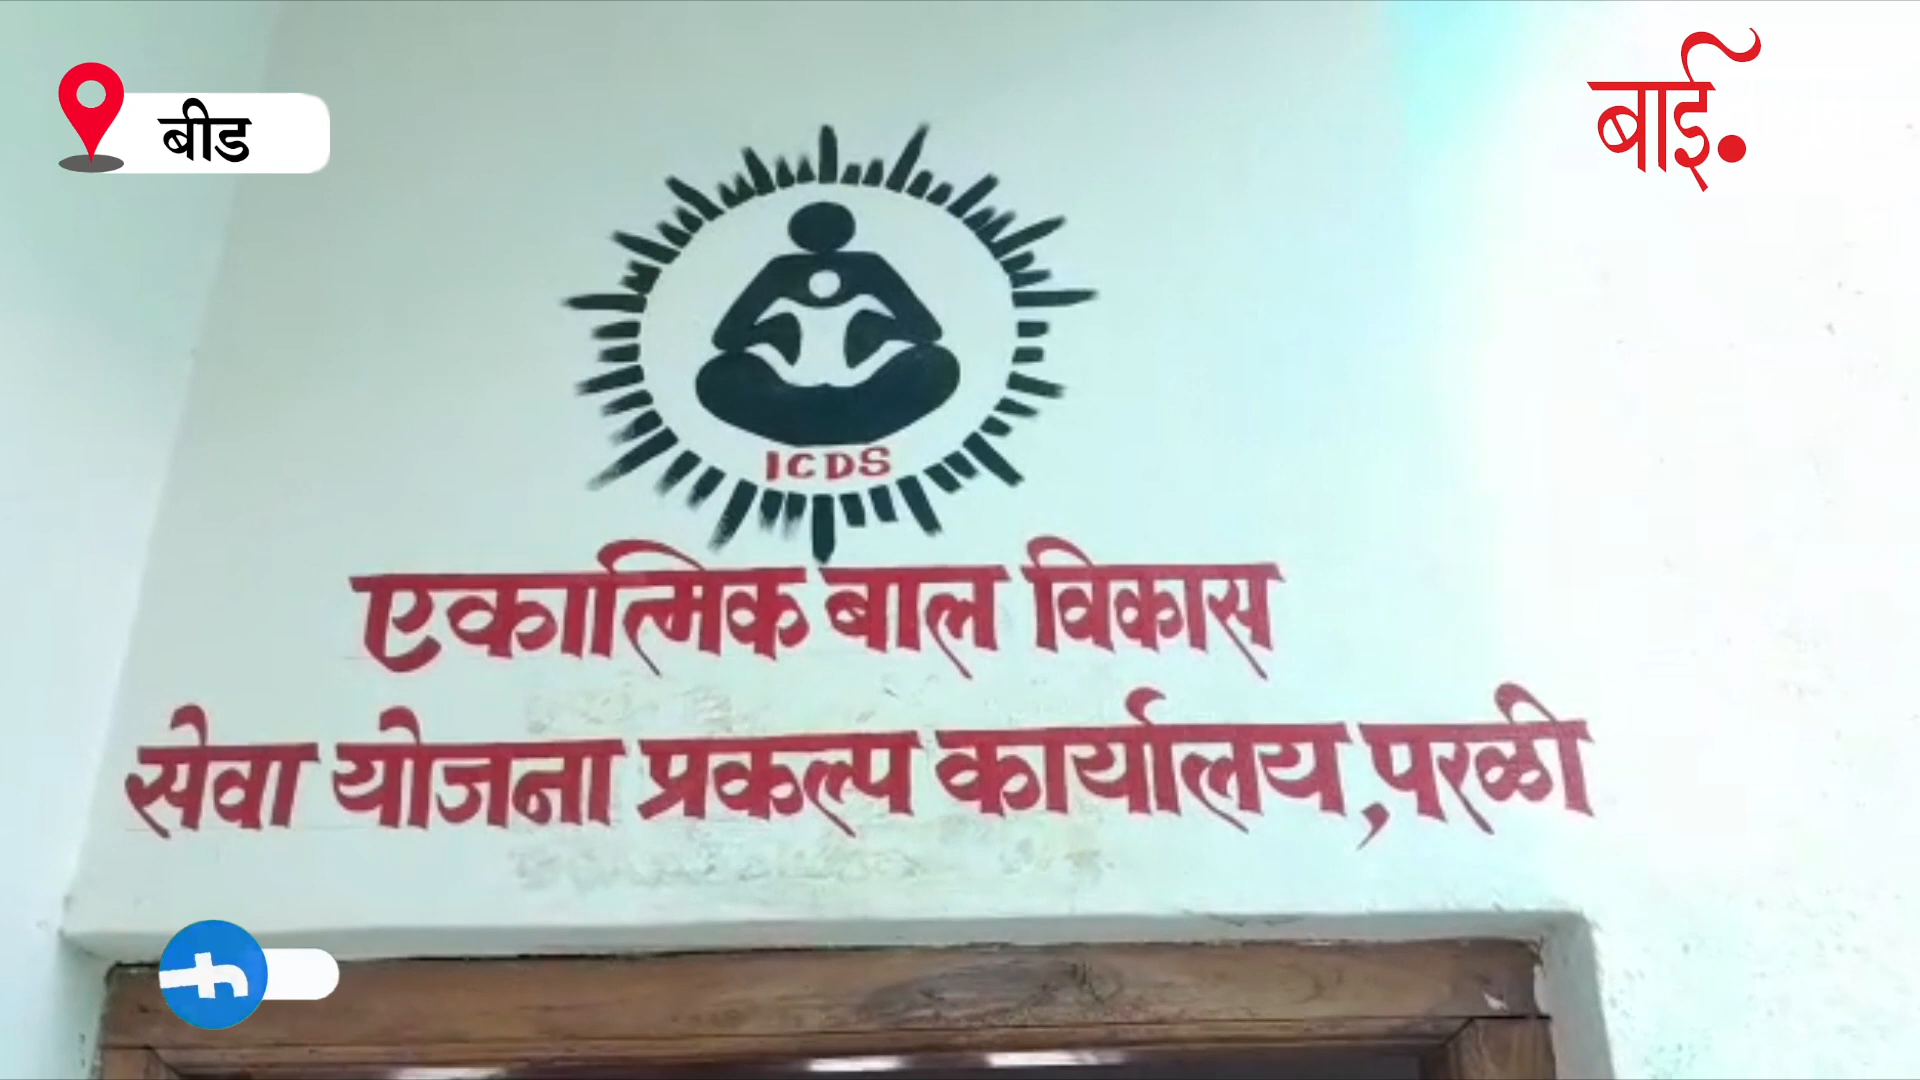 बीड
बाई.
ICDS
एकात्मिक बाल विकास
सेवा योजना प्रकल्प कार्यालय,परळी